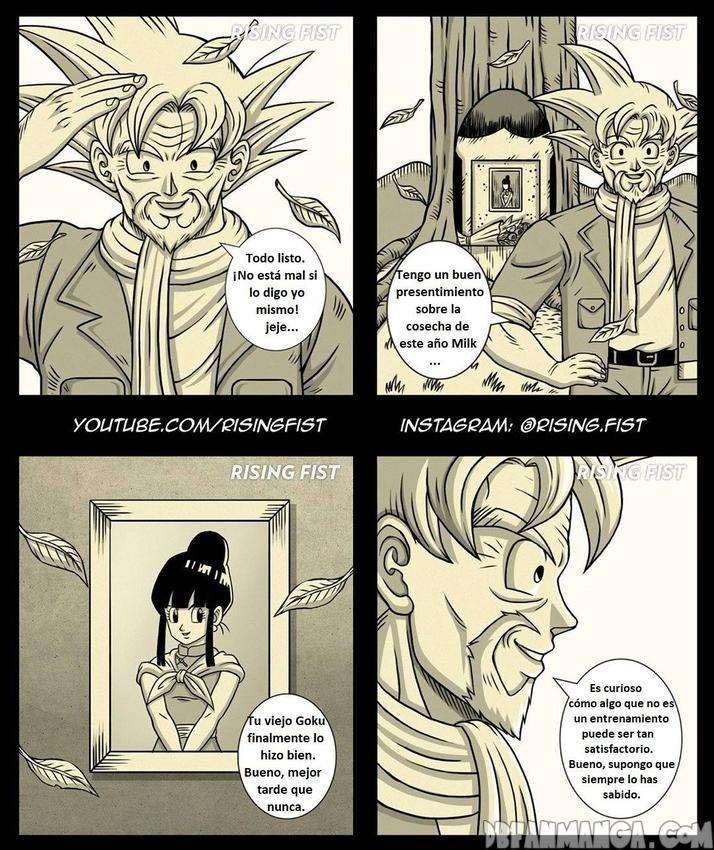 RISING FIST
Todo listo.
¡No está mal si
lo digo yo
mismo!
jeje...
RISING FIST
Tengo un buen
presentimiento
sobre la
cosecha de
este año Milk
...
YOUTUBE.COM/RISINGFIST
INSTAGRAM: @RISING.FIST
RISING FIST
Tu viejo Goku
finalmente lo
hizo bien.
Bueno, mejor
tarde que
nunca.
RISING FIST
Es curioso
cómo algo que no es
un entrenamiento
puede ser tan
satisfactorio.
Bueno, supongo que
siempre lo has
sabido.
DBFANMANGA.COM